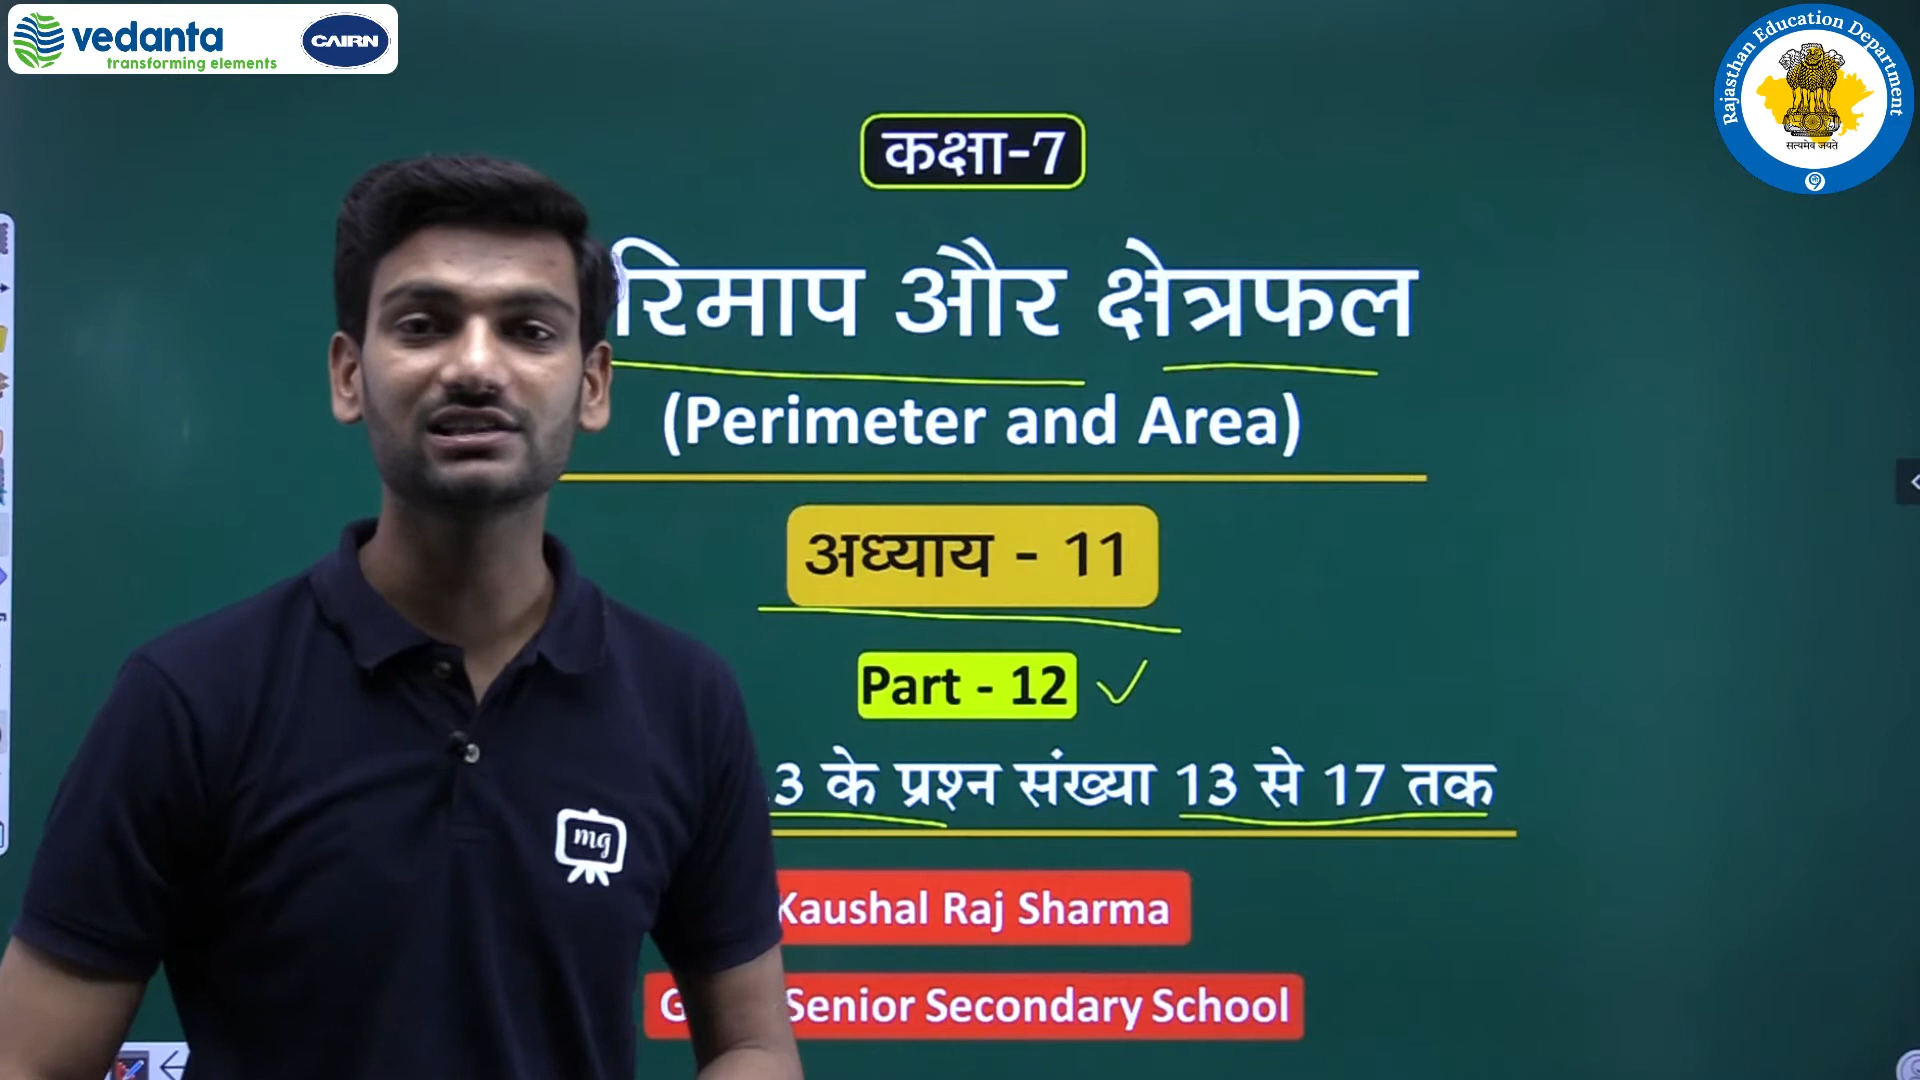 vedanta
transforming elements
CAIRN
Rajasthan Education Department
सत्यमेव जयते
कक्षा-7
और क्षेत्रफल
(Perimeter and Area)
अध्याय - 11
Part - 12
के प्रश्न संख्या 13 से 17 तक
mg
Kaushal Raj Sharma
Senior Secondary School